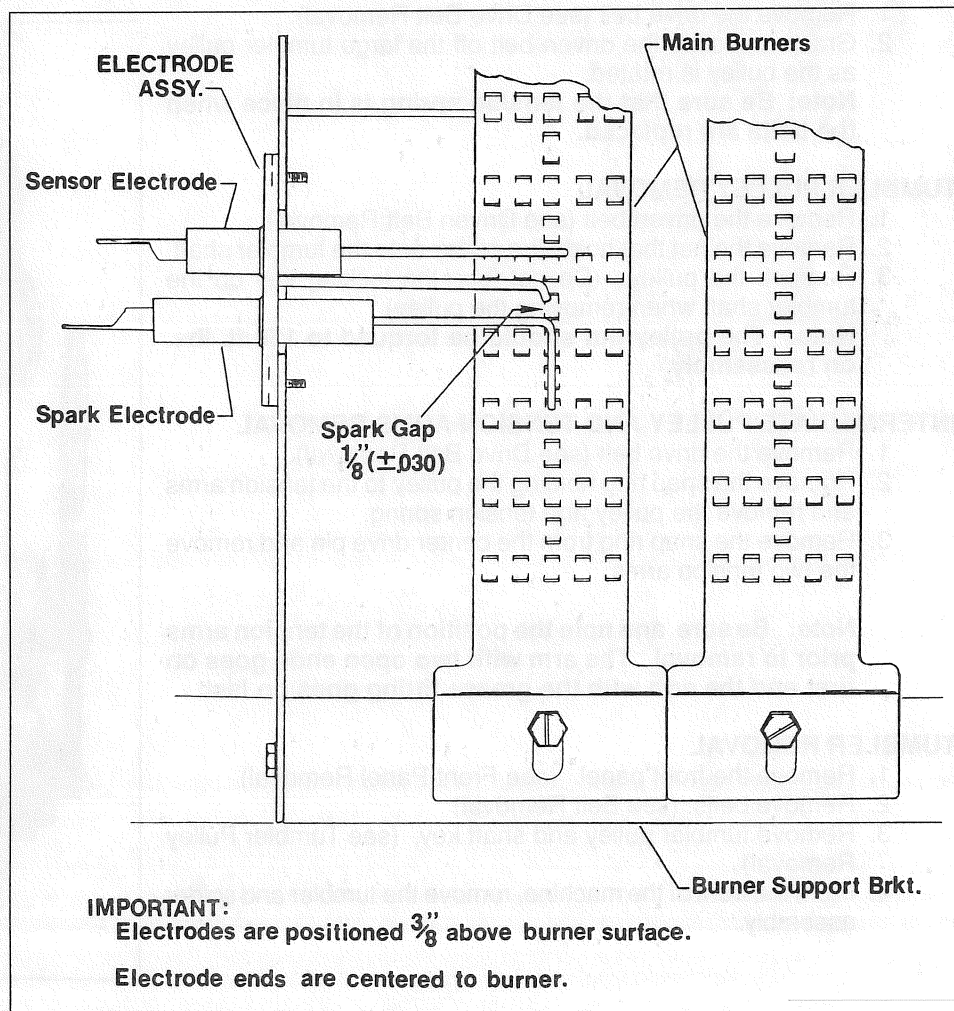 ELECTRODE
ASSY.
Main Burners
Sensor Electrode
Spark Electrode
Spark Gap
1/8" (±.030)
Burner Support Brkt.
IMPORTANT:
Electrodes are positioned 3/8" above burner surface.
Electrode ends are centered to burner.